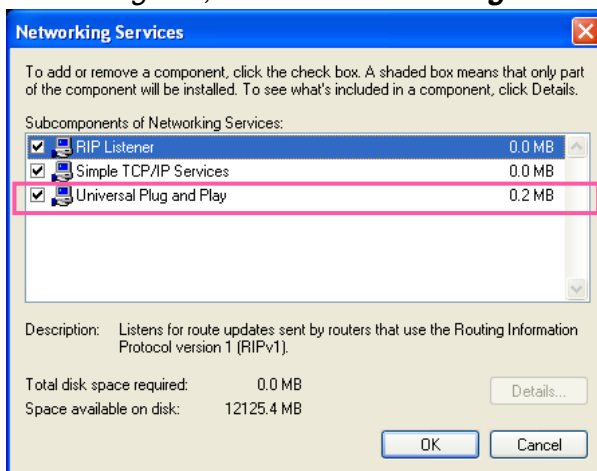 Networking Services
To add or remove a component, click the check box. A shaded box means that only part
of the component will be installed. To see what's included in a component, click Details.
Subcomponents of Networking Services:
RIP Listener 0.0 MB
Simple TCP/IP Services 0.0 MB
Universal Plug and Play 0.2 MB
Description: Listens for route updates sent by routers that use the Routing Information
Protocol version 1 (RIPv1).
Total disk space required: 0.0 MB
Details...
Space available on disk: 12125.4 MB
OK Cancel